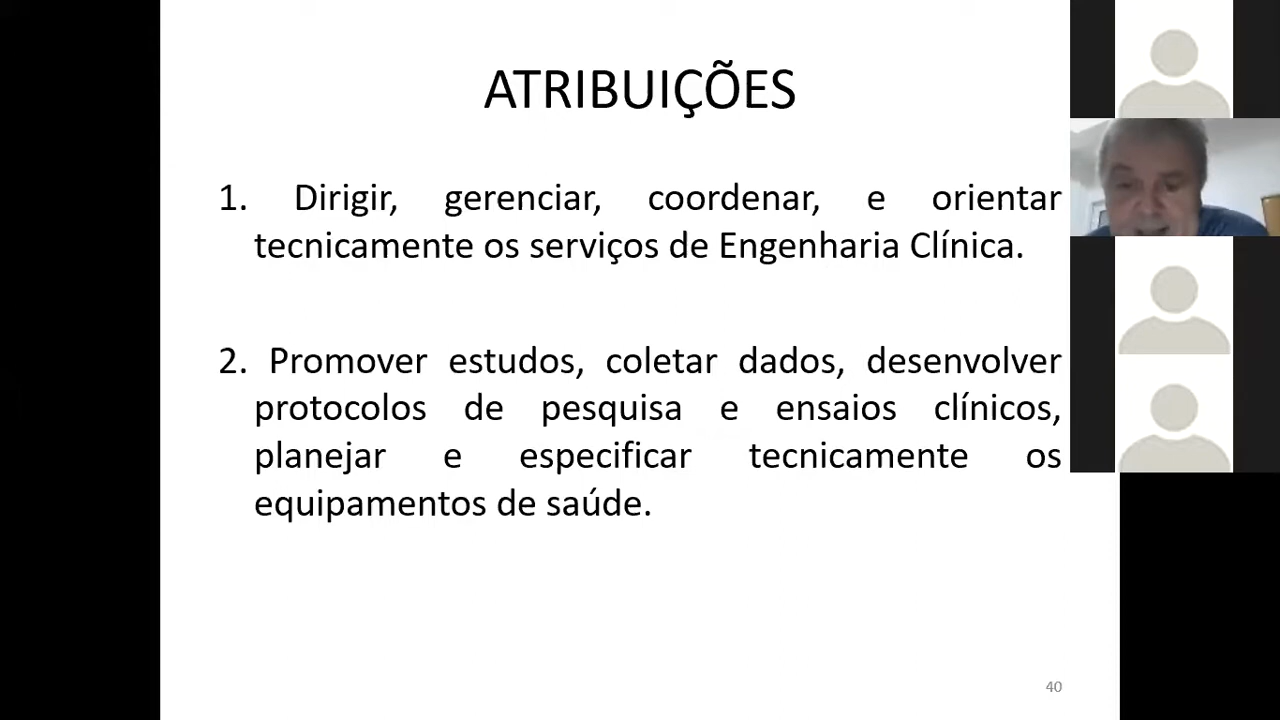 ATRIBUIÇÕES
1. Dirigir, gerenciar, coordenar, e orientar
tecnicamente os serviços de Engenharia Clínica.
2. Promover estudos, coletar dados, desenvolver
protocolos de pesquisa e ensaios clínicos,
planejar e especificar tecnicamente os
equipamentos de saúde.
40